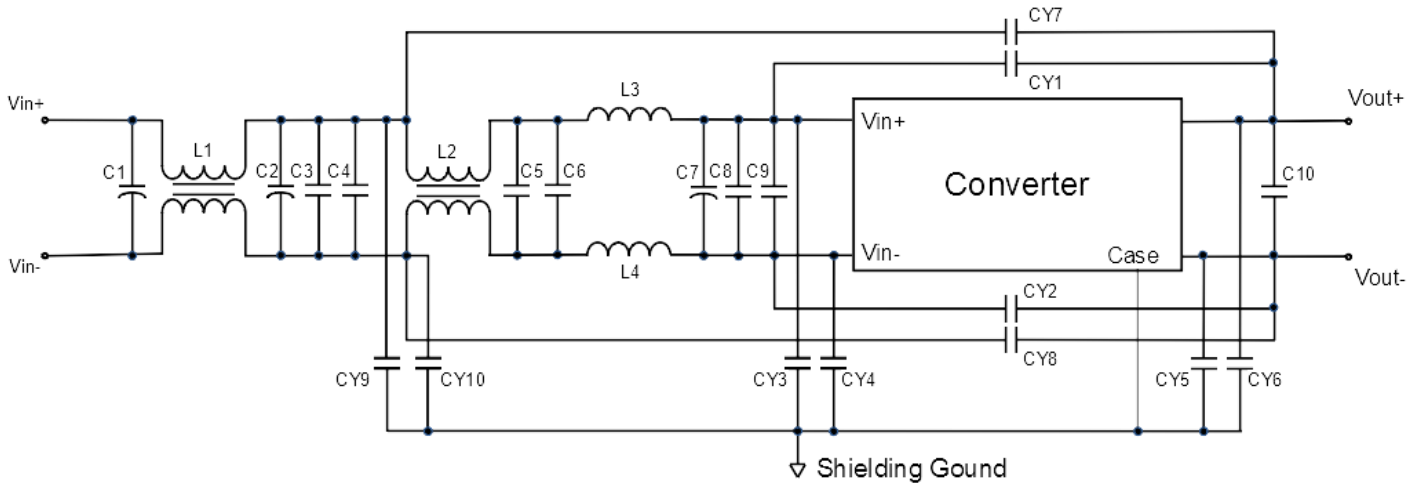 CY7
CY1
Vin+
L3
Vout+
Vin+
L1
L2
C1
C2
C3
C4
C5
C6
C7
C8
C9
Converter
C10
Vin-
Vin-
Case
L4
Vout-
CY2
CY8
CY9
CY10
CY3
CY4
CY5
CY6
Shielding Gound